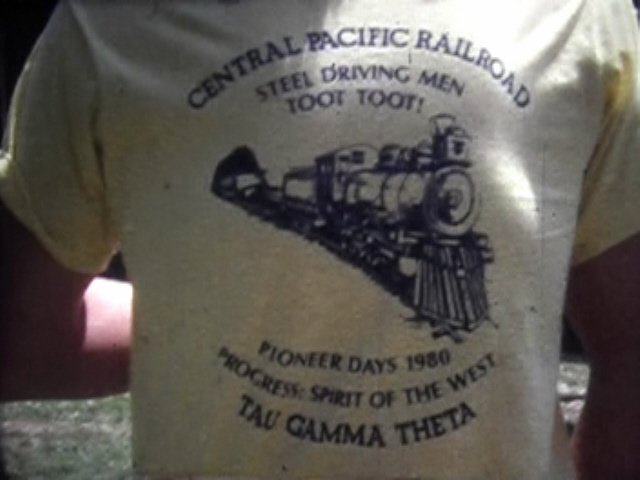 CENTRAL PACIFIC RAILROAD
STEEL DRIVING MEN
TOOT TOOT!
PIONEER DAYS 1980
PROGRESS: SPIRIT OF THE WEST
TAU GAMMA THETA